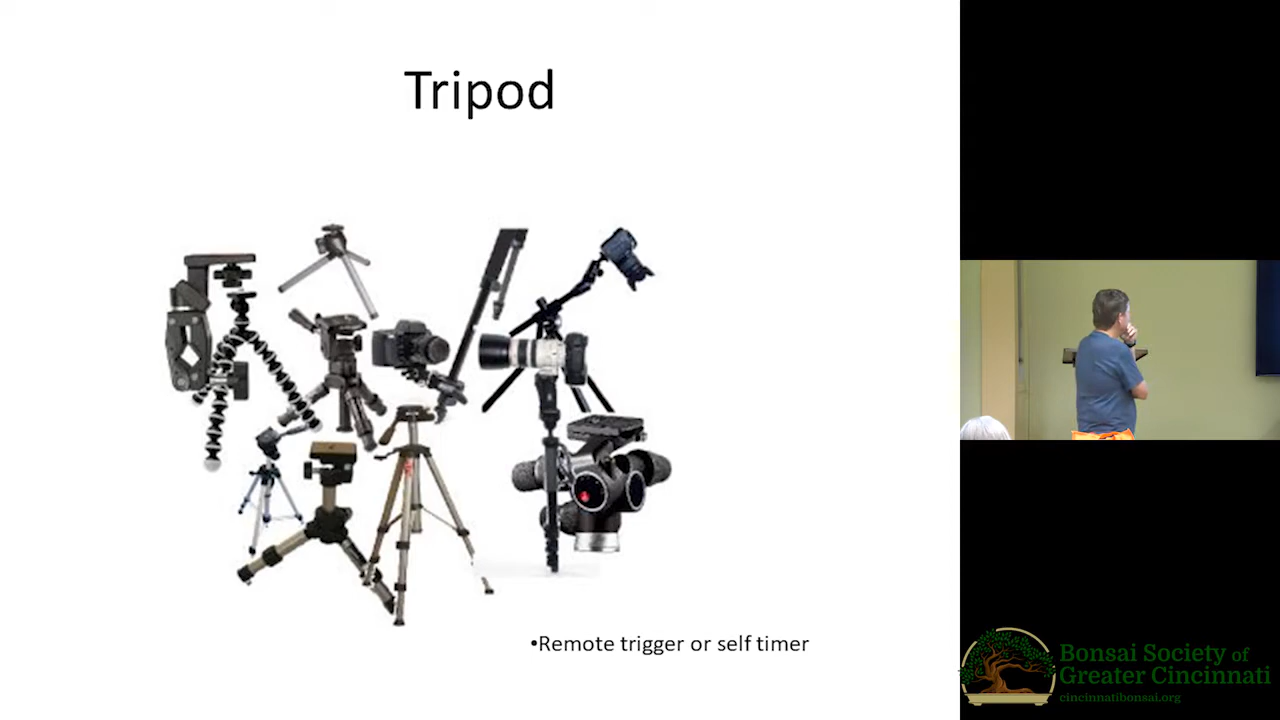 Tripod
•Remote trigger or self timer
Bonsai Society of
Greater Cincinnati
cincinnatibonsai.org